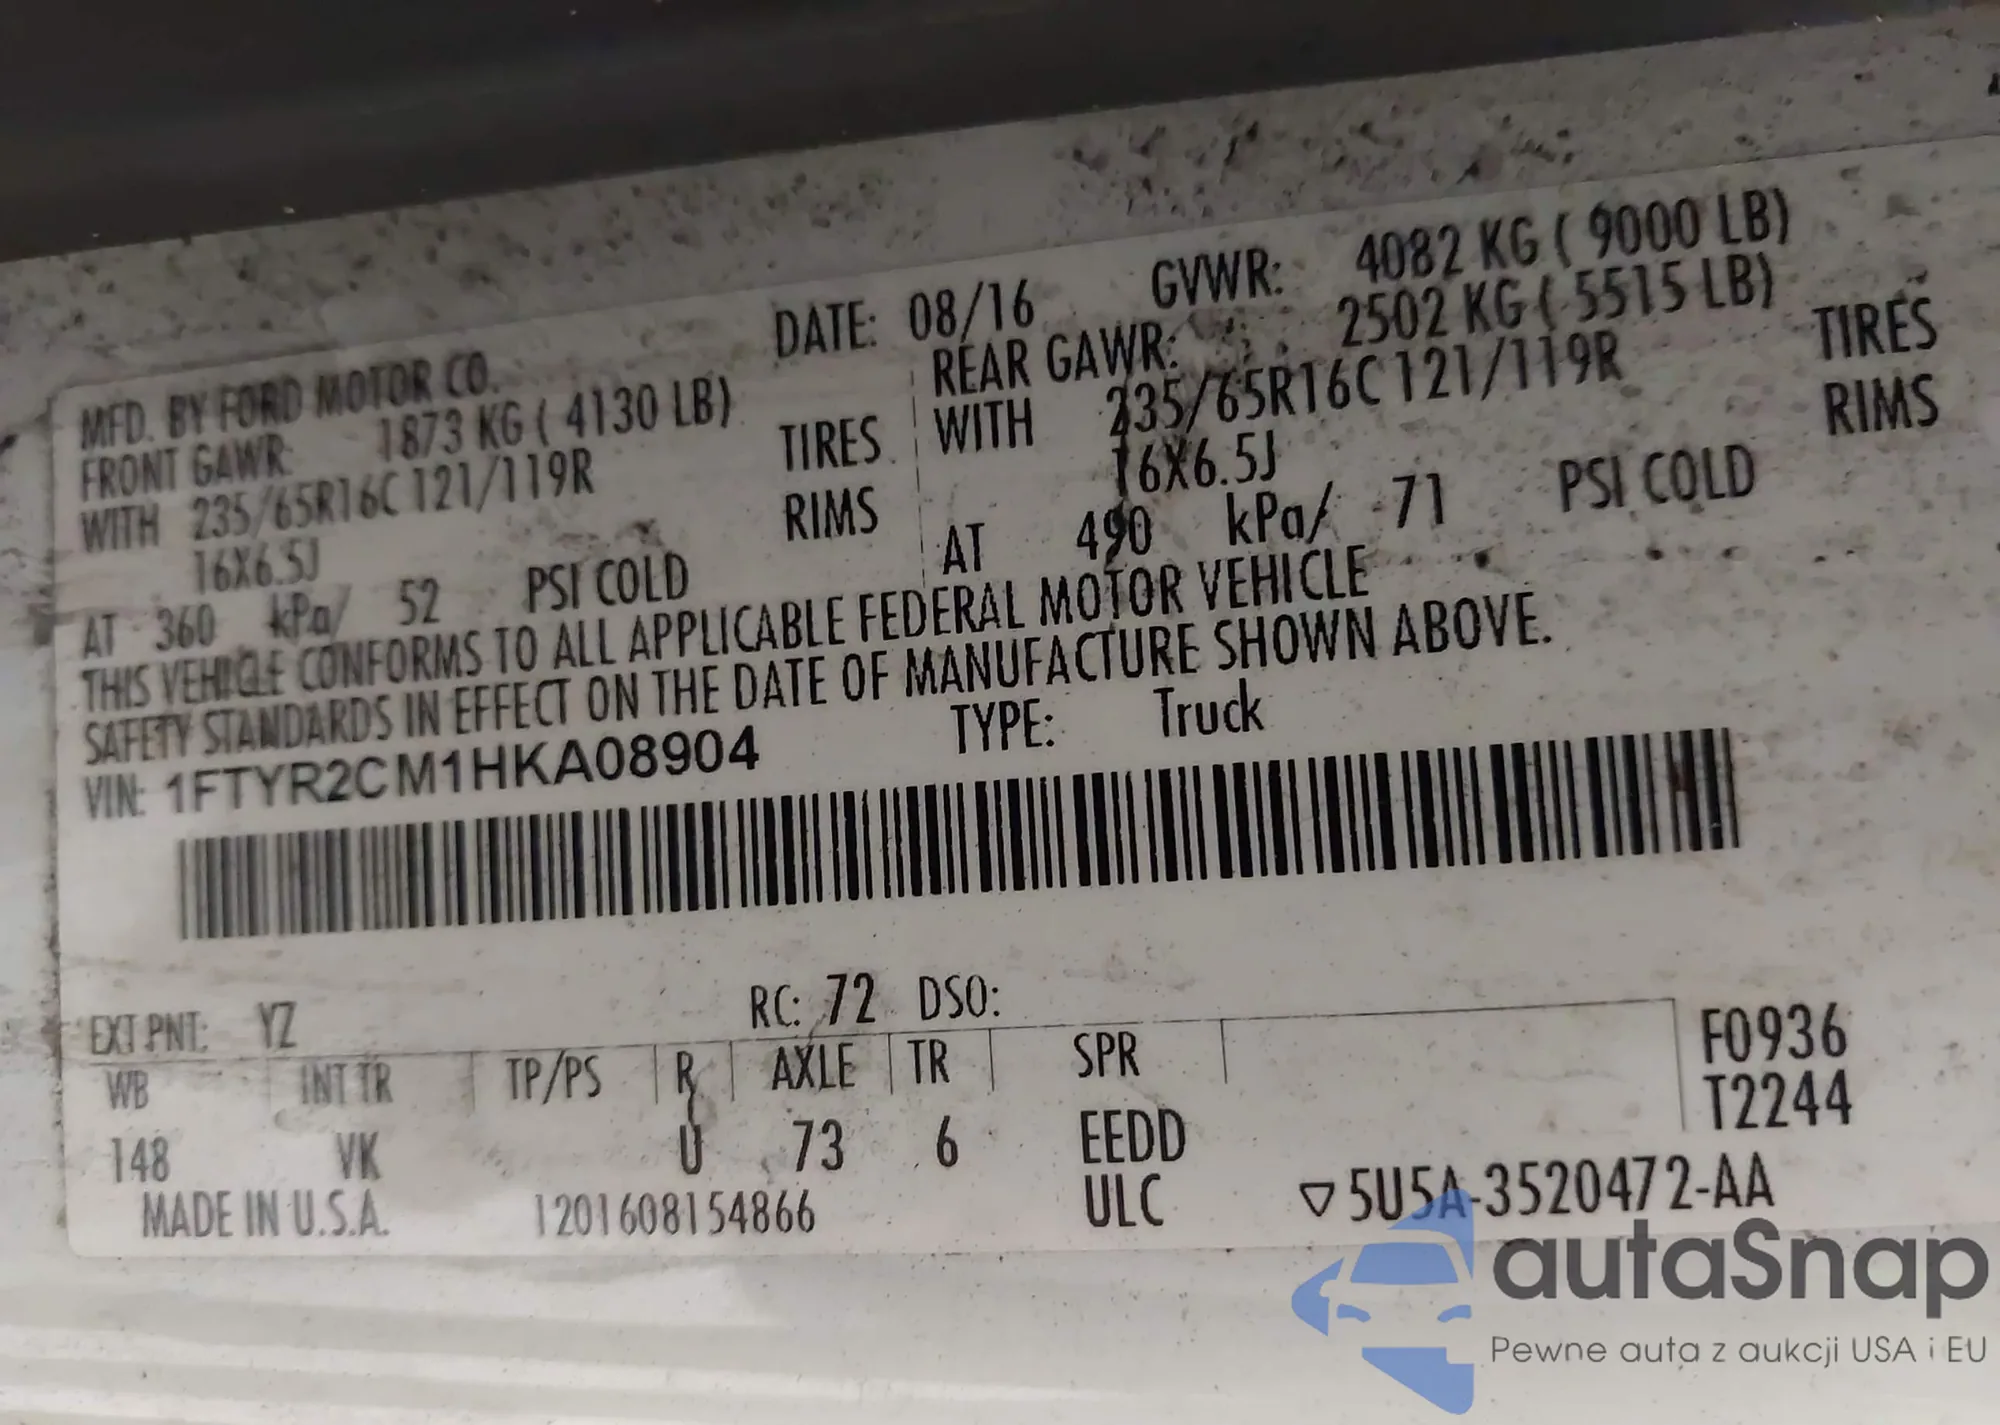 MFD. BY FORD MOTOR CO. DATE: 08/16 GVWR: 4082 KG ( 9000 LB)
FRONT GAWR: 1873 KG ( 4130 LB) REAR GAWR: 2502 KG ( 5515 LB)
WITH 235/65R16C 121/119R TIRES WITH 235/65R16C 121/119R TIRES
16X6.5J RIMS 16X6.5J RIMS
AT 360 kPa/ 52 PSI COLD AT 490 kPa/ 71 PSI COLD
THIS VEHICLE CONFORMS TO ALL APPLICABLE FEDERAL MOTOR VEHICLE
SAFETY STANDARDS IN EFFECT ON THE DATE OF MANUFACTURE SHOWN ABOVE.
VIN: 1FTYR2CM1HKA08904 TYPE: Truck
EXT PNT: YZ RC: 72 DSO:
WB INT TR TP/PS R AXLE TR SPR F0936
T2244
148 VK U 73 6 EEDD
MADE IN U.S.A. 1201608154866 ULC ▽5U5A-3520472-AA
autaSnap
Pewne auta z aukcji USA i EU